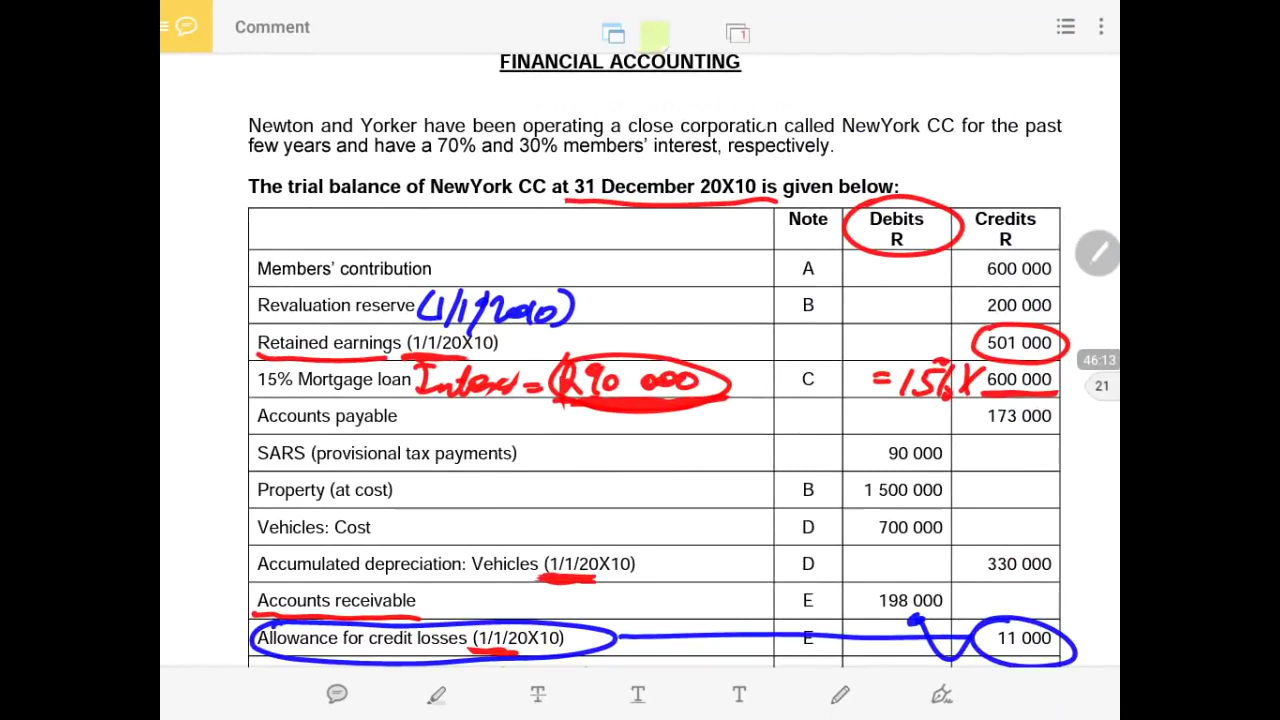 Comment
1
FINANCIAL ACCOUNTING
Newton and Yorker have been operating a close corporation called NewYork CC for the past
few years and have a 70% and 30% members' interest, respectively.
The trial balance of NewYork CC at 31 December 20X10 is given below:
Note Debits R Credits R
Members' contribution A 600 000
Revaluation reserve (1/1/2010) B 200 000
Retained earnings (1/1/20X10) 501 000
15% Mortgage loan Interest = (R90 000 C = 15% X 600 000
Accounts payable 173 000
SARS (provisional tax payments) 90 000
Property (at cost) B 1 500 000
Vehicles: Cost D 700 000
Accumulated depreciation: Vehicles (1/1/20X10) D 330 000
Accounts receivable E 198 000
Allowance for credit losses (1/1/20X10) E 11 000
46:13
21
T T T